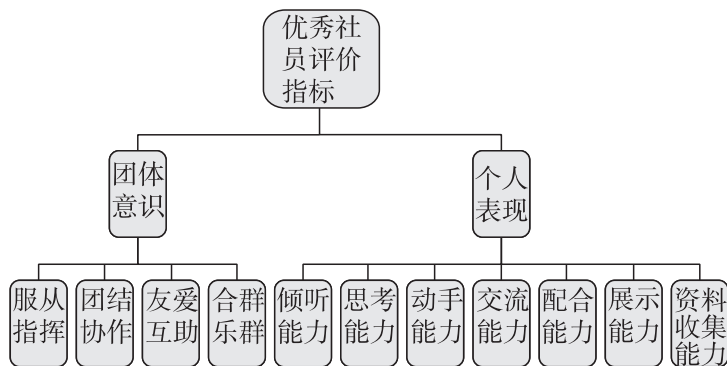 优秀社
员评价
指标
团体
意识
个人
表现
服从
指挥
团结
协作
友爱
互助
合群
乐群
倾听
能力
思考
能力
动手
能力
交流
能力
配合
能力
展示
能力
资料
收集
能力